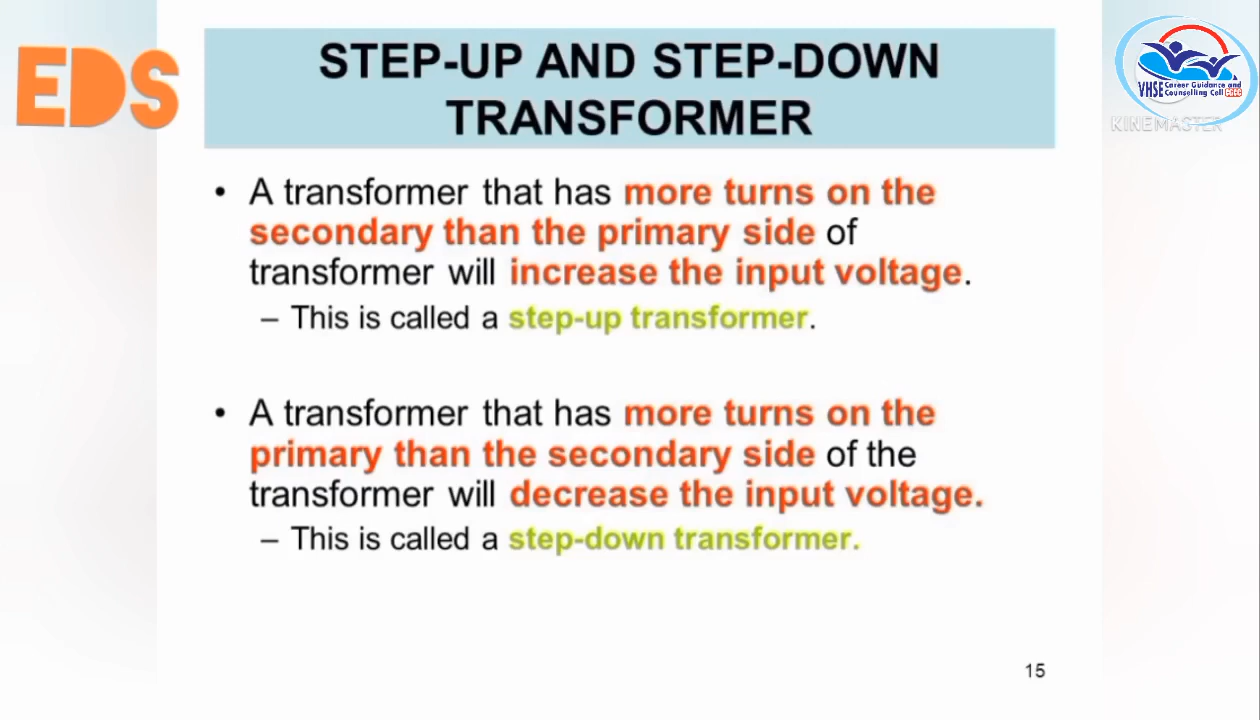 EDS
STEP-UP AND STEP-DOWN
TRANSFORMER
VHSE Career Guidance and
Counselling Cell
KINEMASTER
• A transformer that has more turns on the
secondary than the primary side of
transformer will increase the input voltage.
– This is called a step-up transformer.
• A transformer that has more turns on the
primary than the secondary side of the
transformer will decrease the input voltage.
– This is called a step-down transformer.
15